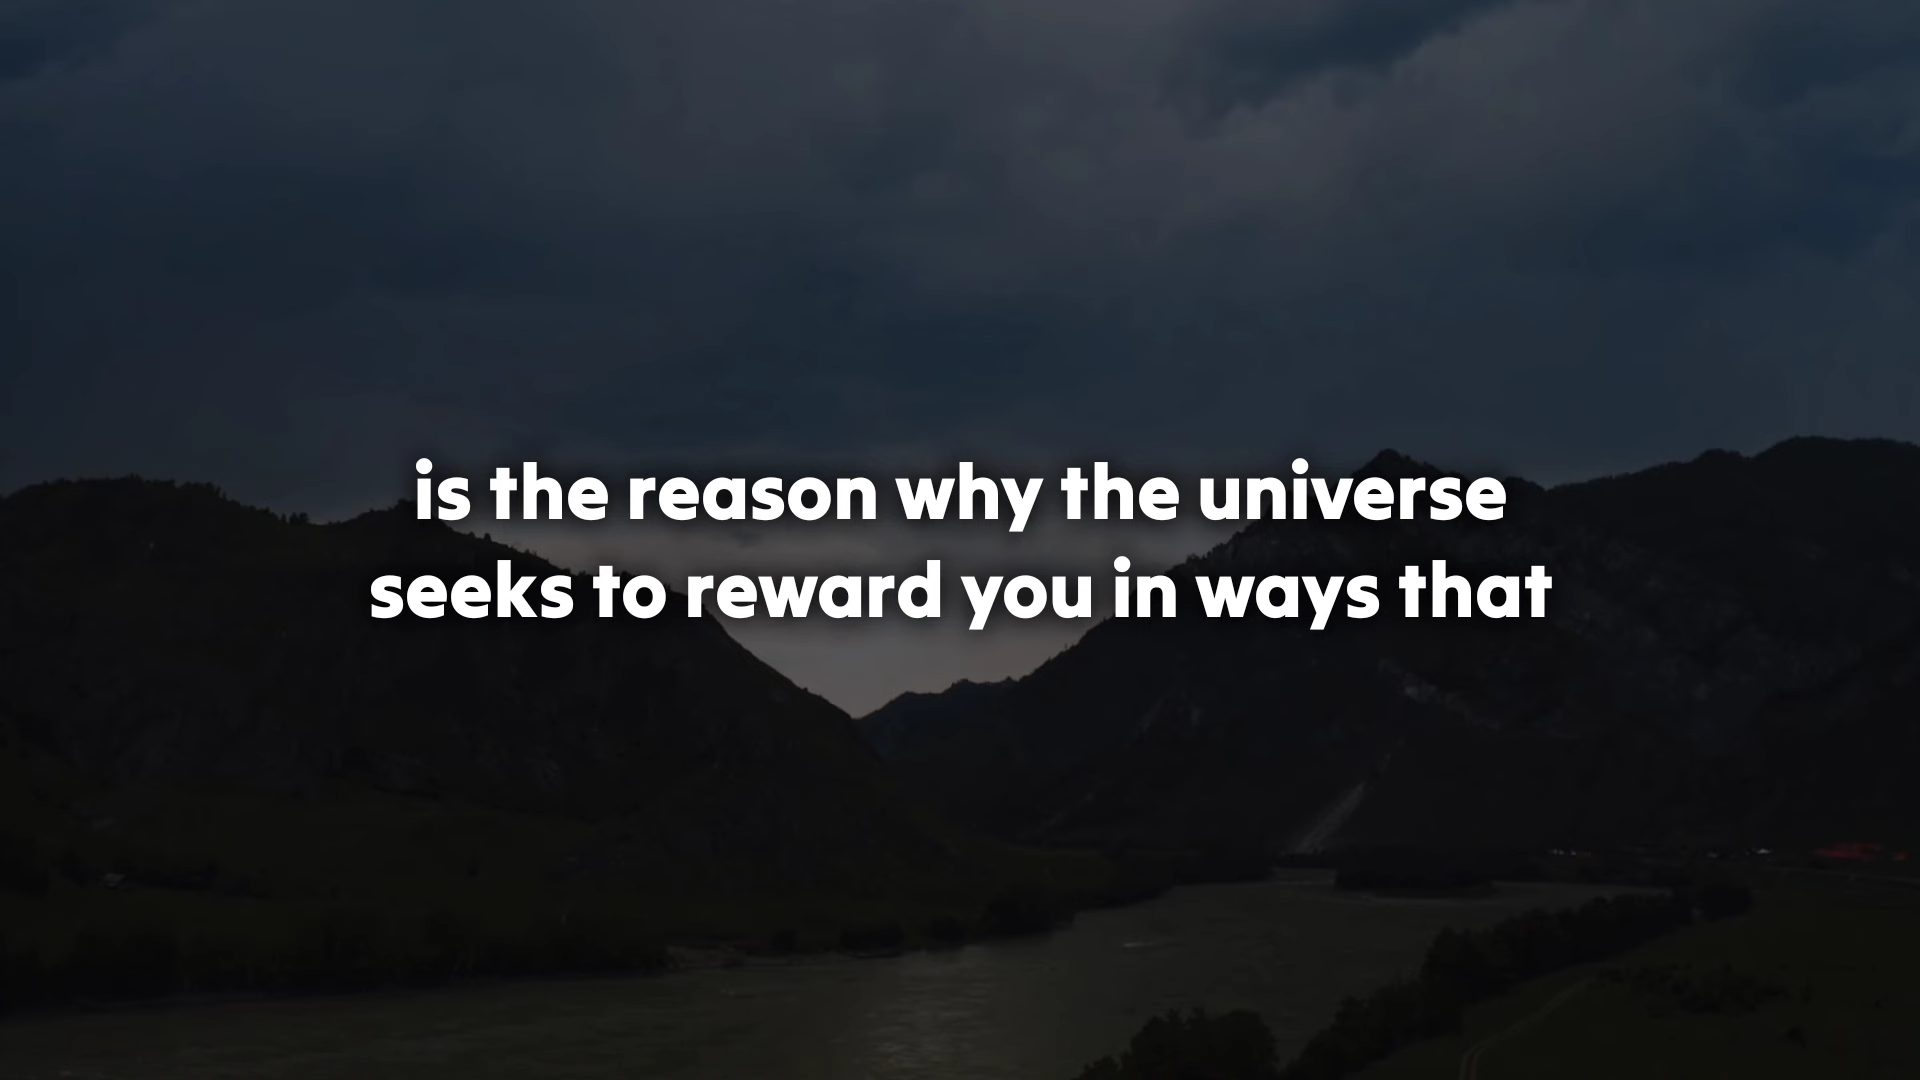 is the reason why the universe
seeks to reward you in ways that